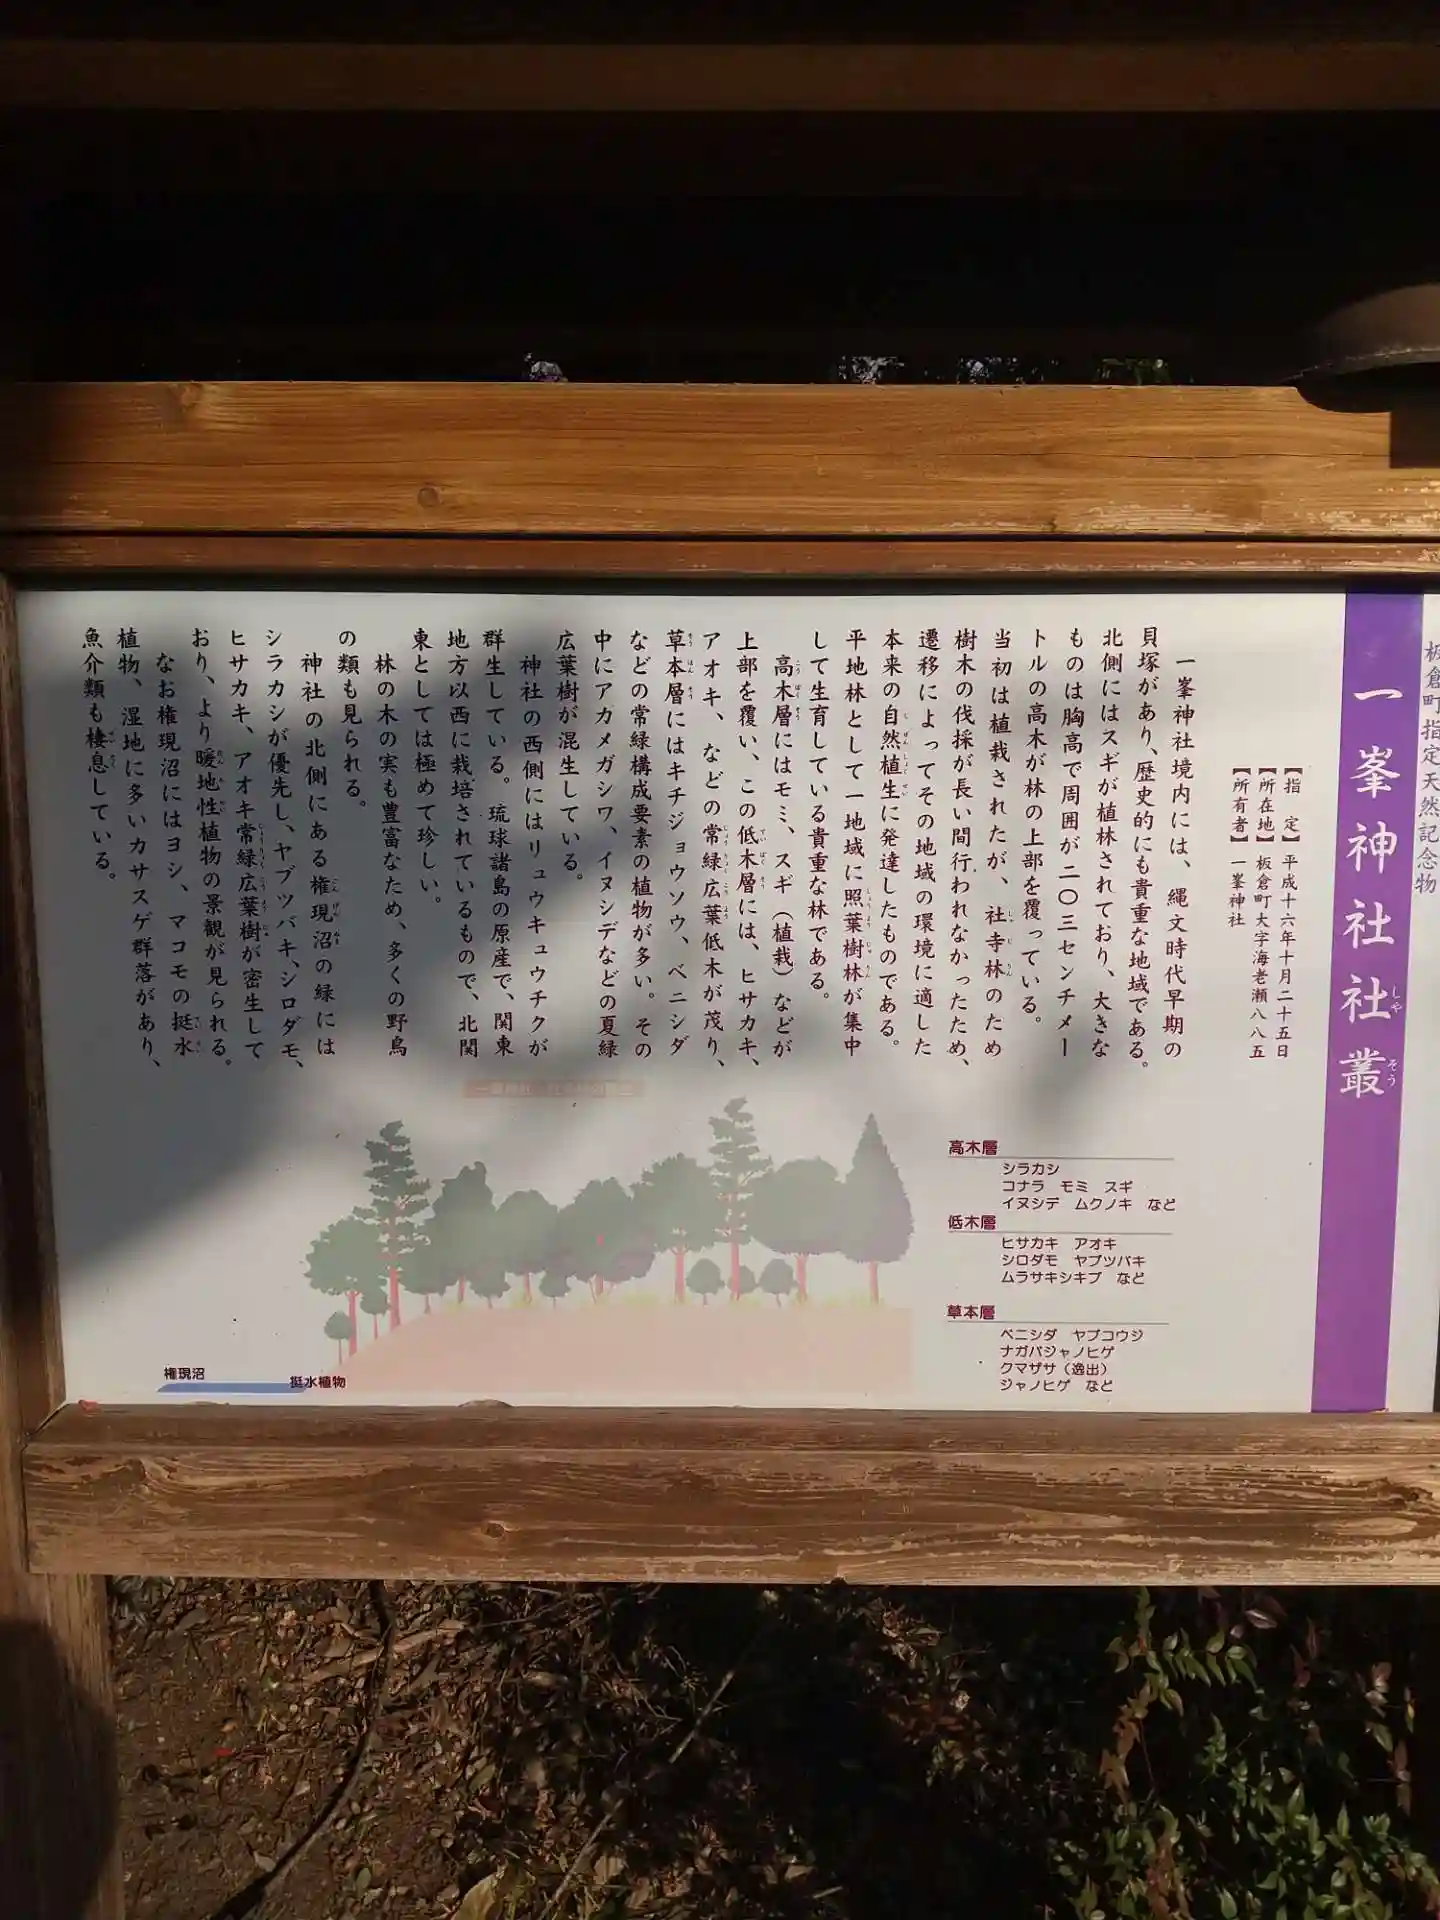 板倉町指定天然記念物
一峯神社社叢
しゃそう
【指　定】平成十六年十月二十五日
【所在地】板倉町大字海老瀬八八五
【所有者】一峯神社
一峯神社境内には、縄文時代早期の
貝塚があり、歴史的にも貴重な地域である。
北側にはスギが植林されており、大きな
ものは胸高で周囲が二〇三センチメー
トルの高木が林の上部を覆っている。
当初は植栽されたが、社寺林のため
樹木の伐採が長い間行われなかったため、
遷移によってその地域の環境に適した
本来の自然植生に発達したものである。
平地林として一地域に照葉樹林が集中
して生育している貴重な林である。
高木層にはモミ、スギ（植栽）などが
上部を覆い、この低木層には、ヒサカキ、
アオキ、などの常緑広葉低木が茂り、
草本層にはキチジョウソウ、ベニシダ
などの常緑構成要素の植物が多い。その
中にアカメガシワ、イヌシデなどの夏緑
広葉樹が混生している。
神社の西側にはリュウキュウチクが
群生している。琉球諸島の原産で、関東
地方以西に栽培されているもので、北関
東としては極めて珍しい。
林の木の実も豊富なため、多くの野鳥
の類も見られる。
神社の北側にある権現沼の緑には
シラカシが優先し、ヤブツバキ、シロダモ、
ヒサカキ、アオキ常緑広葉樹が密生して
おり、より暖地性植物の景観が見られる。
なお権現沼にはヨシ、マコモの挺水
植物、湿地に多いカサスゲ群落があり、
魚介類も棲息している。
高木層
シラカシ
コナラ　モミ　スギ
イヌシデ　ムクノキ　など
低木層
ヒサカキ　アオキ
シロダモ　ヤブツバキ
ムラサキシキブ　など
草本層
ベニシダ　ヤブコウジ
ナガバジャノヒゲ
クマザサ（逸出）
ジャノヒゲ　など
権現沼
挺水植物